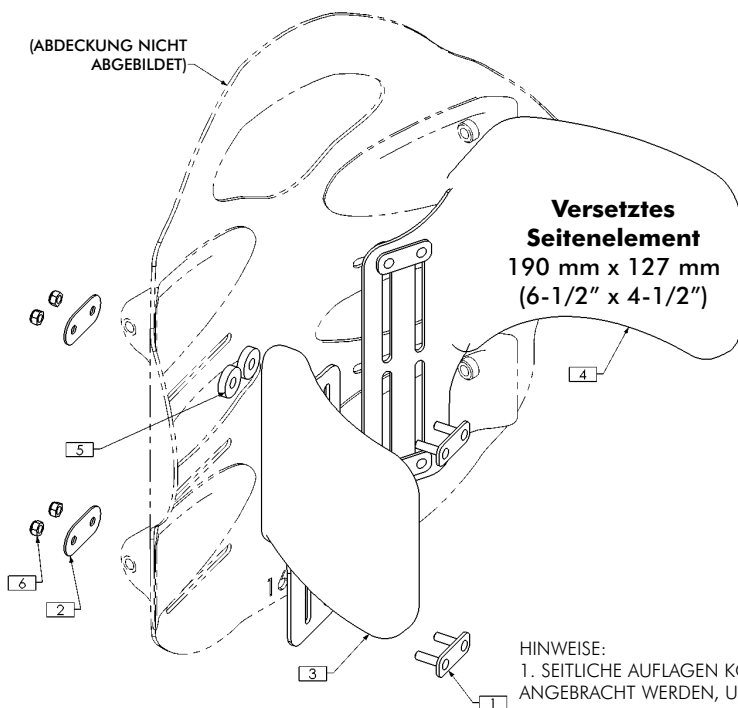 (ABDECKUNG NICHT
ABGEBILDET)
Versetztes
Seitenelement
190 mm x 127 mm
(6-1/2" x 4-1/2")
4
5
6
2
3
1
HINWEISE:
1. SEITLICHE AUFLAGEN
ANGEBRACHT WERDEN,